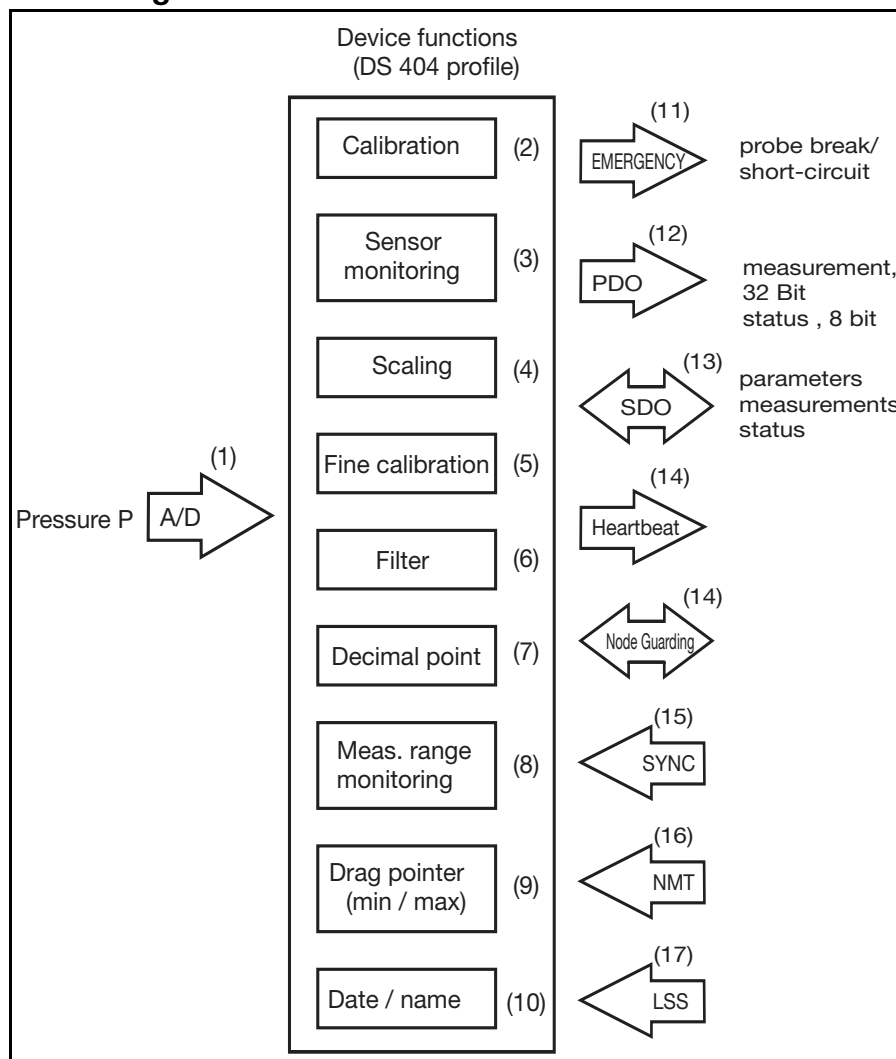 Device functions
(DS 404 profile)
Calibration (2)
Sensor
monitoring (3)
Scaling (4)
Fine calibration (5)
Filter (6)
Decimal point (7)
Meas. range
monitoring (8)
Drag pointer
(min / max) (9)
Date / name (10)
(1)
Pressure P A/D
(11)
EMERGENCY
probe break/
short-circuit
(12)
PDO
measurement,
32 Bit
status , 8 bit
(13)
SDO
parameters
measurements
status
(14)
Heartbeat
(14)
Node Guarding
(15)
SYNC
(16)
NMT
(17)
LSS